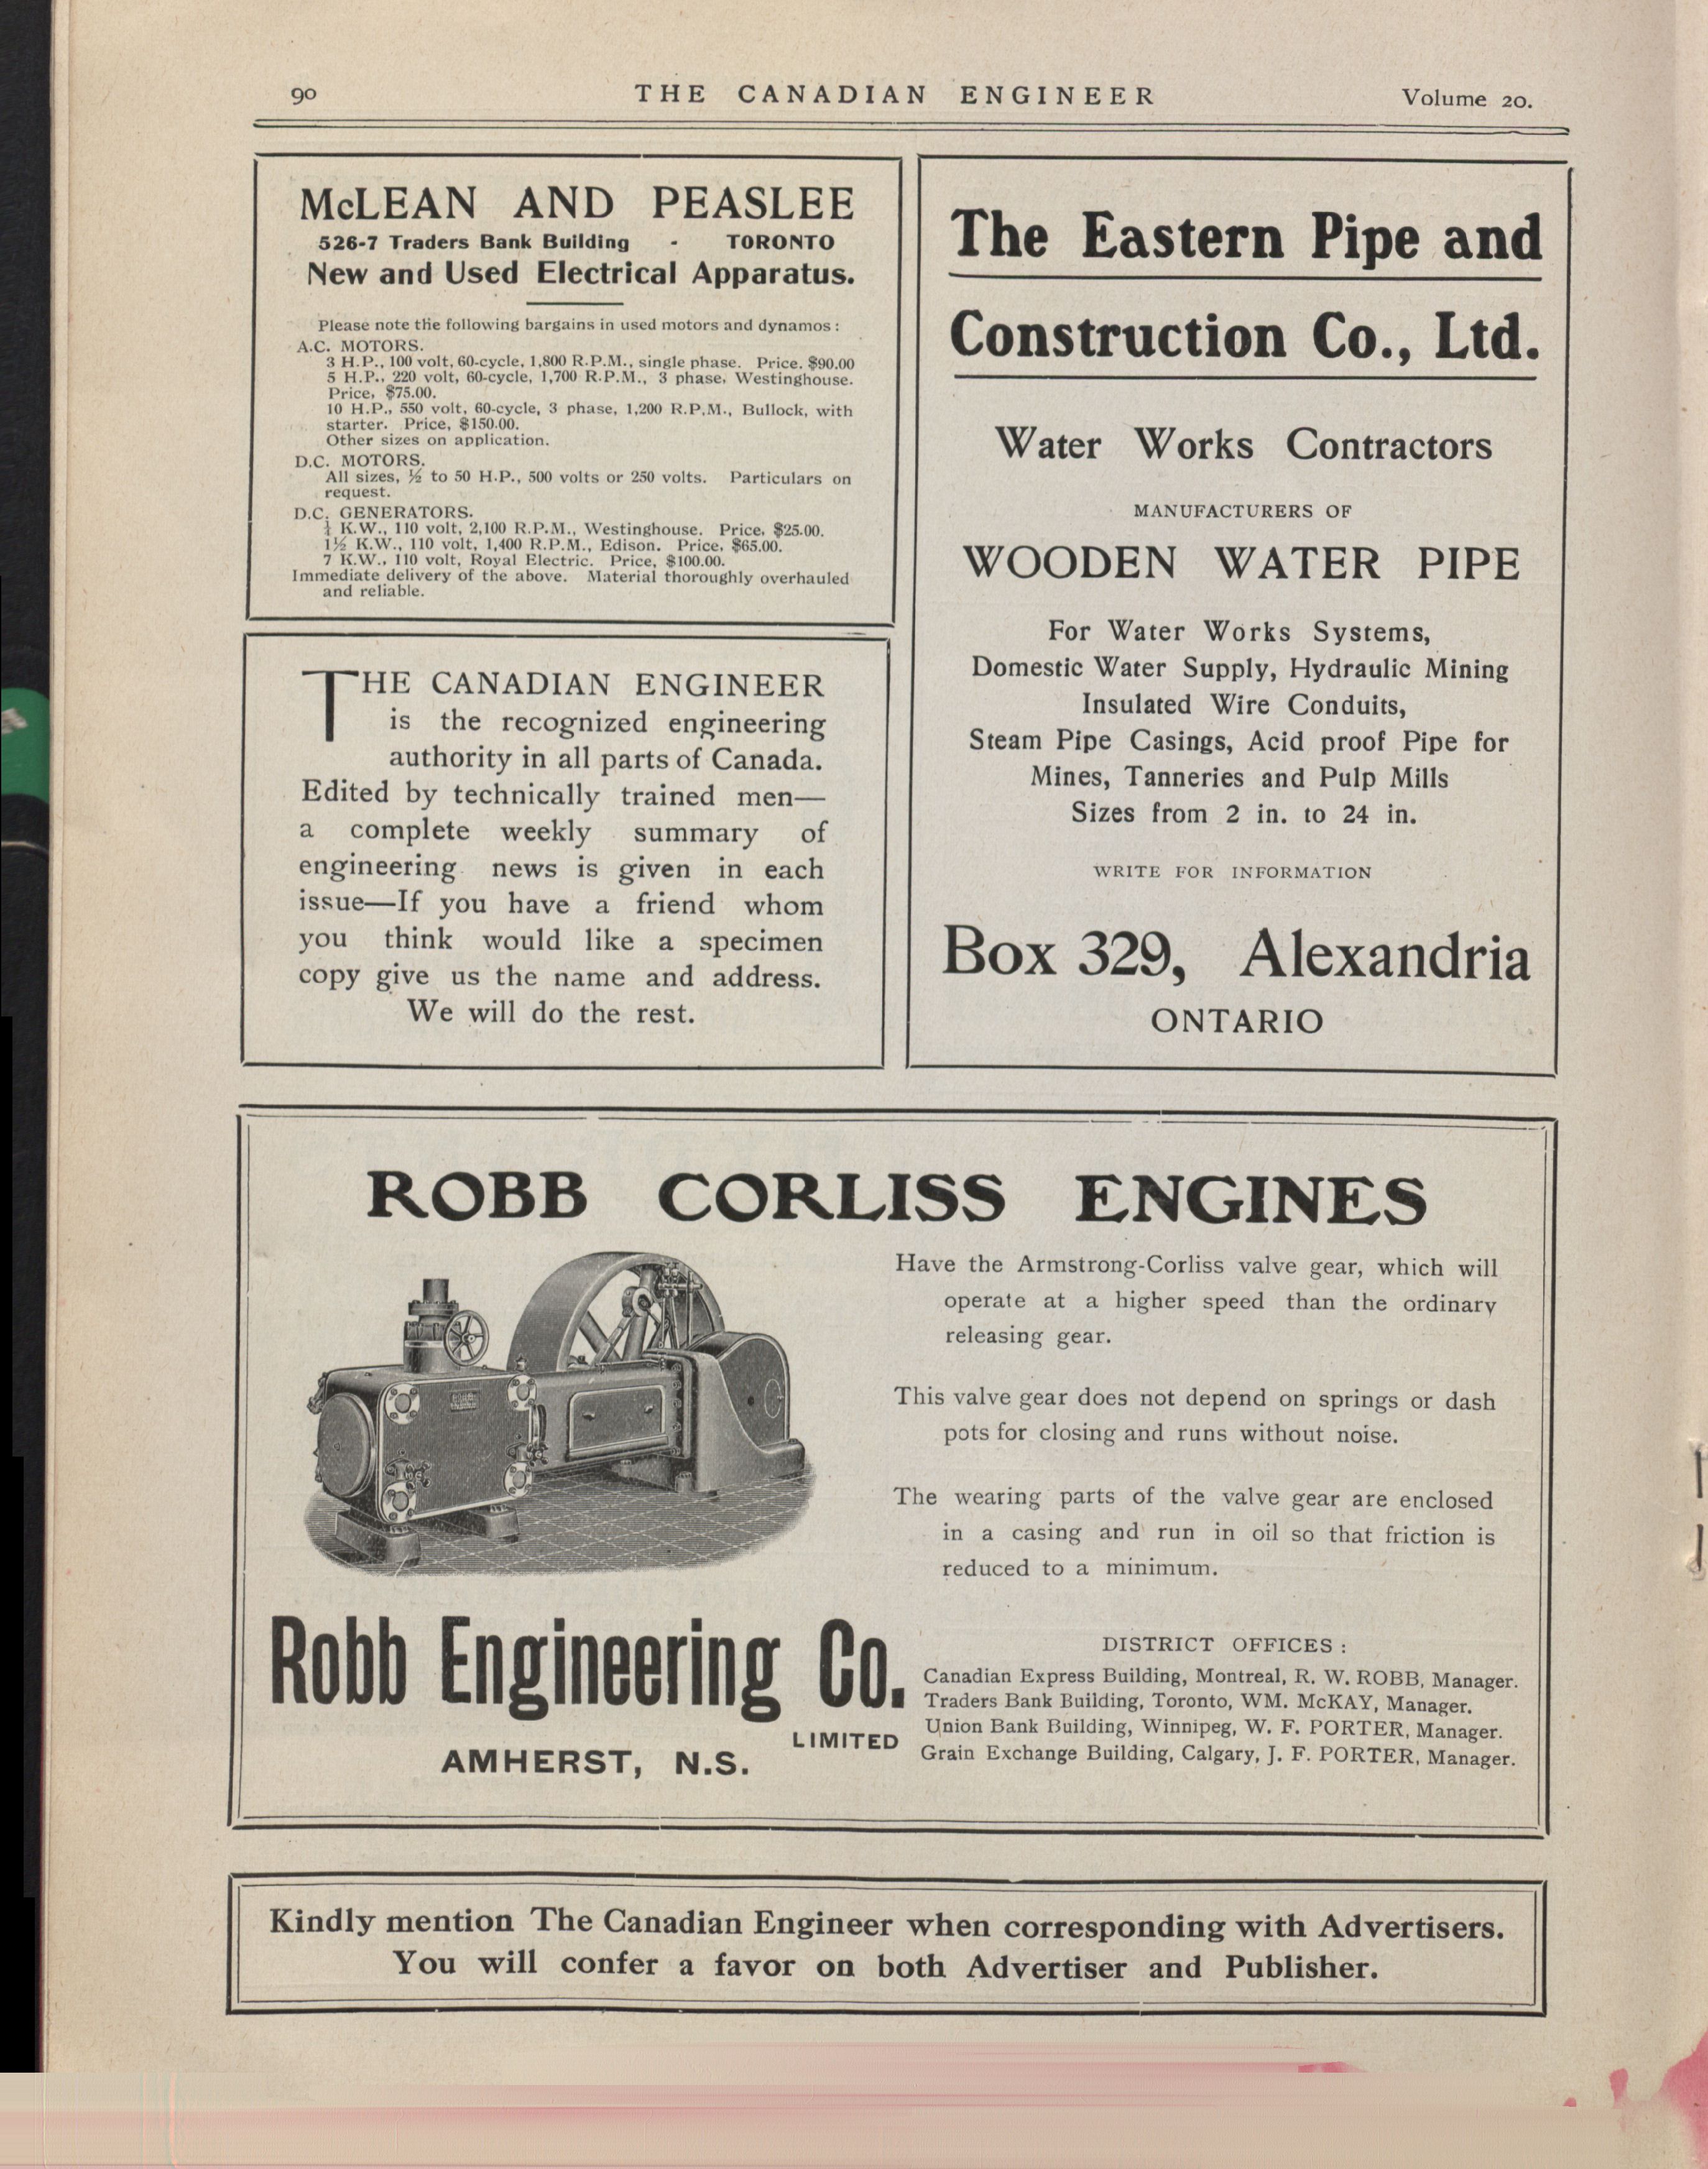 90
THE CANADIAN ENGINEER
Volume 20.
McLEAN AND PEASLEE
526-7 Traders Bank Building - TORONTO
New and Used Electrical Apparatus.
Please note the following bargains in used motors and dynamos:
A.C. MOTORS.
3 H.P., 100 volt, 60-cycle, 1,800 R.P.M., single phase. Price, $90.00
5 H.P., 220 volt, 60-cycle, 1,700 R.P.M., 3 phase, Westinghouse.
Price, $75.00.
10 H.P., 550 volt, 60-cycle, 3 phase, 1,200 R.P.M., Bullock, with
starter. Price, $150.00.
Other sizes on application.
D.C. MOTORS.
All sizes, ½ to 50 H.P., 500 volts or 250 volts. Particulars on
request.
D.C. GENERATORS.
K.W., 110 volt, 2,100 R.P.M., Westinghouse. Price, $25.00.
1½ K.W., 110 volt, 1,400 R.P.M., Edison. Price, $65.00.
7 K.W., 110 volt, Royal Electric. Price, $100.00.
Immediate delivery of the above. Material thoroughly overhauled
and reliable.
THE CANADIAN ENGINEER
is the recognized engineering
authority in all parts of Canada.
Edited by technically trained men—
a complete weekly summary of
engineering news is given in each
issue—If you have a friend whom
you think would like a specimen
copy give us the name and address.
We will do the rest.
The Eastern Pipe and
Construction Co., Ltd.
Water Works Contractors
MANUFACTURERS OF
WOODEN WATER PIPE
For Water Works Systems,
Domestic Water Supply, Hydraulic Mining
Insulated Wire Conduits,
Steam Pipe Casings, Acid proof Pipe for
Mines, Tanneries and Pulp Mills
Sizes from 2 in. to 24 in.
WRITE FOR INFORMATION
Box 329, Alexandria
ONTARIO
ROBB CORLISS ENGINES
Have the Armstrong-Corliss valve gear, which will
operate at a higher speed than the ordinary
releasing gear.
This valve gear does not depend on springs or dash
pots for closing and runs without noise.
The wearing parts of the valve gear are enclosed
in a casing and run in oil so that friction is
reduced to a minimum.
Robb Engineering Co.
LIMITED
AMHERST, N.S.
DISTRICT OFFICES:
Canadian Express Building, Montreal, R. W. ROBB, Manager.
Traders Bank Building, Toronto, WM. McKAY, Manager.
Union Bank Building, Winnipeg, W. F. PORTER, Manager.
Grain Exchange Building, Calgary, J. F. PORTER, Manager.
Kindly mention The Canadian Engineer when corresponding with Advertisers.
You will confer a favor on both Advertiser and Publisher.